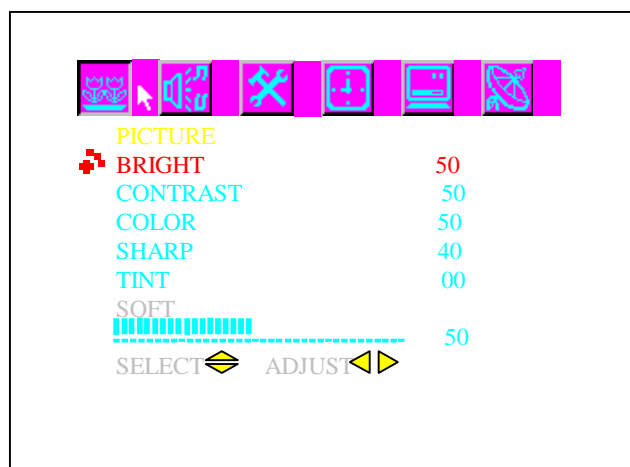 PICTURE
BRIGHT 50
CONTRAST 50
COLOR 50
SHARP 40
TINT 00
SOFT
50
SELECT ADJUST